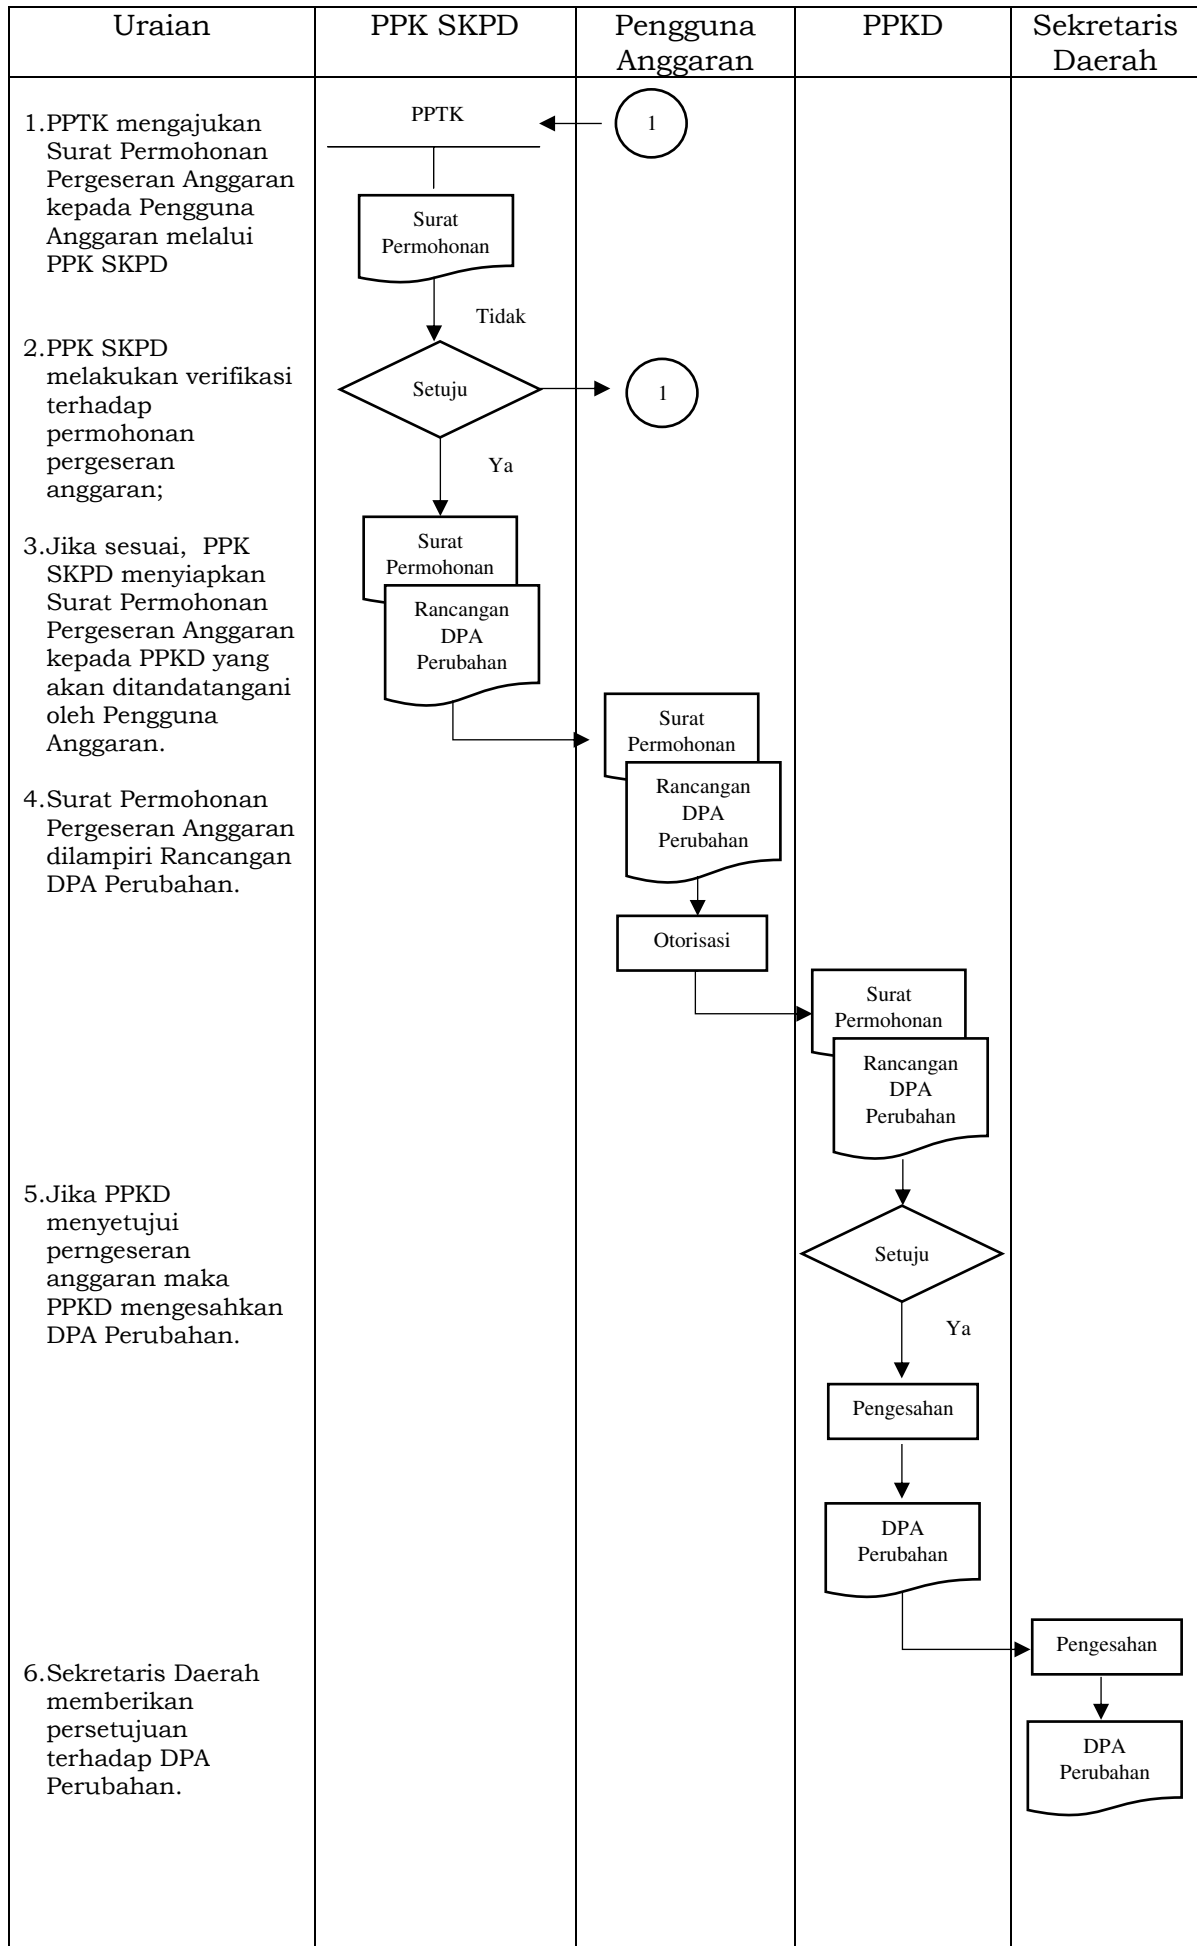 Uraian
PPK SKPD
Pengguna
Anggaran
PPKD
Sekretaris
Daerah
1.PPTK mengajukan
Surat Permohonan
Pergeseran Anggaran
kepada Pengguna
Anggaran melalui
PPK SKPD
PPTK
1
Surat
Permohonan
Tidak
2.PPK SKPD
melakukan verifikasi
terhadap
permohonan
pergeseran
anggaran;
Setuju
1
Ya
3.Jika sesuai, PPK
SKPD menyiapkan
Surat Permohonan
Pergeseran Anggaran
kepada PPKD yang
akan ditandatangani
oleh Pengguna
Anggaran.
Surat
Permohonan
Rancangan
DPA
Perubahan
4.Surat Permohonan
Pergeseran Anggaran
dilampiri Rancangan
DPA Perubahan.
Surat
Permohonan
Rancangan
DPA
Perubahan
Otorisasi
Surat
Permohonan
Rancangan
DPA
Perubahan
5.Jika PPKD
menyetujui
perngeseran
anggaran maka
PPKD mengesahkan
DPA Perubahan.
Setuju
Ya
Pengesahan
DPA
Perubahan
6.Sekretaris Daerah
memberikan
persetujuan
terhadap DPA
Perubahan.
Pengesahan
DPA
Perubahan